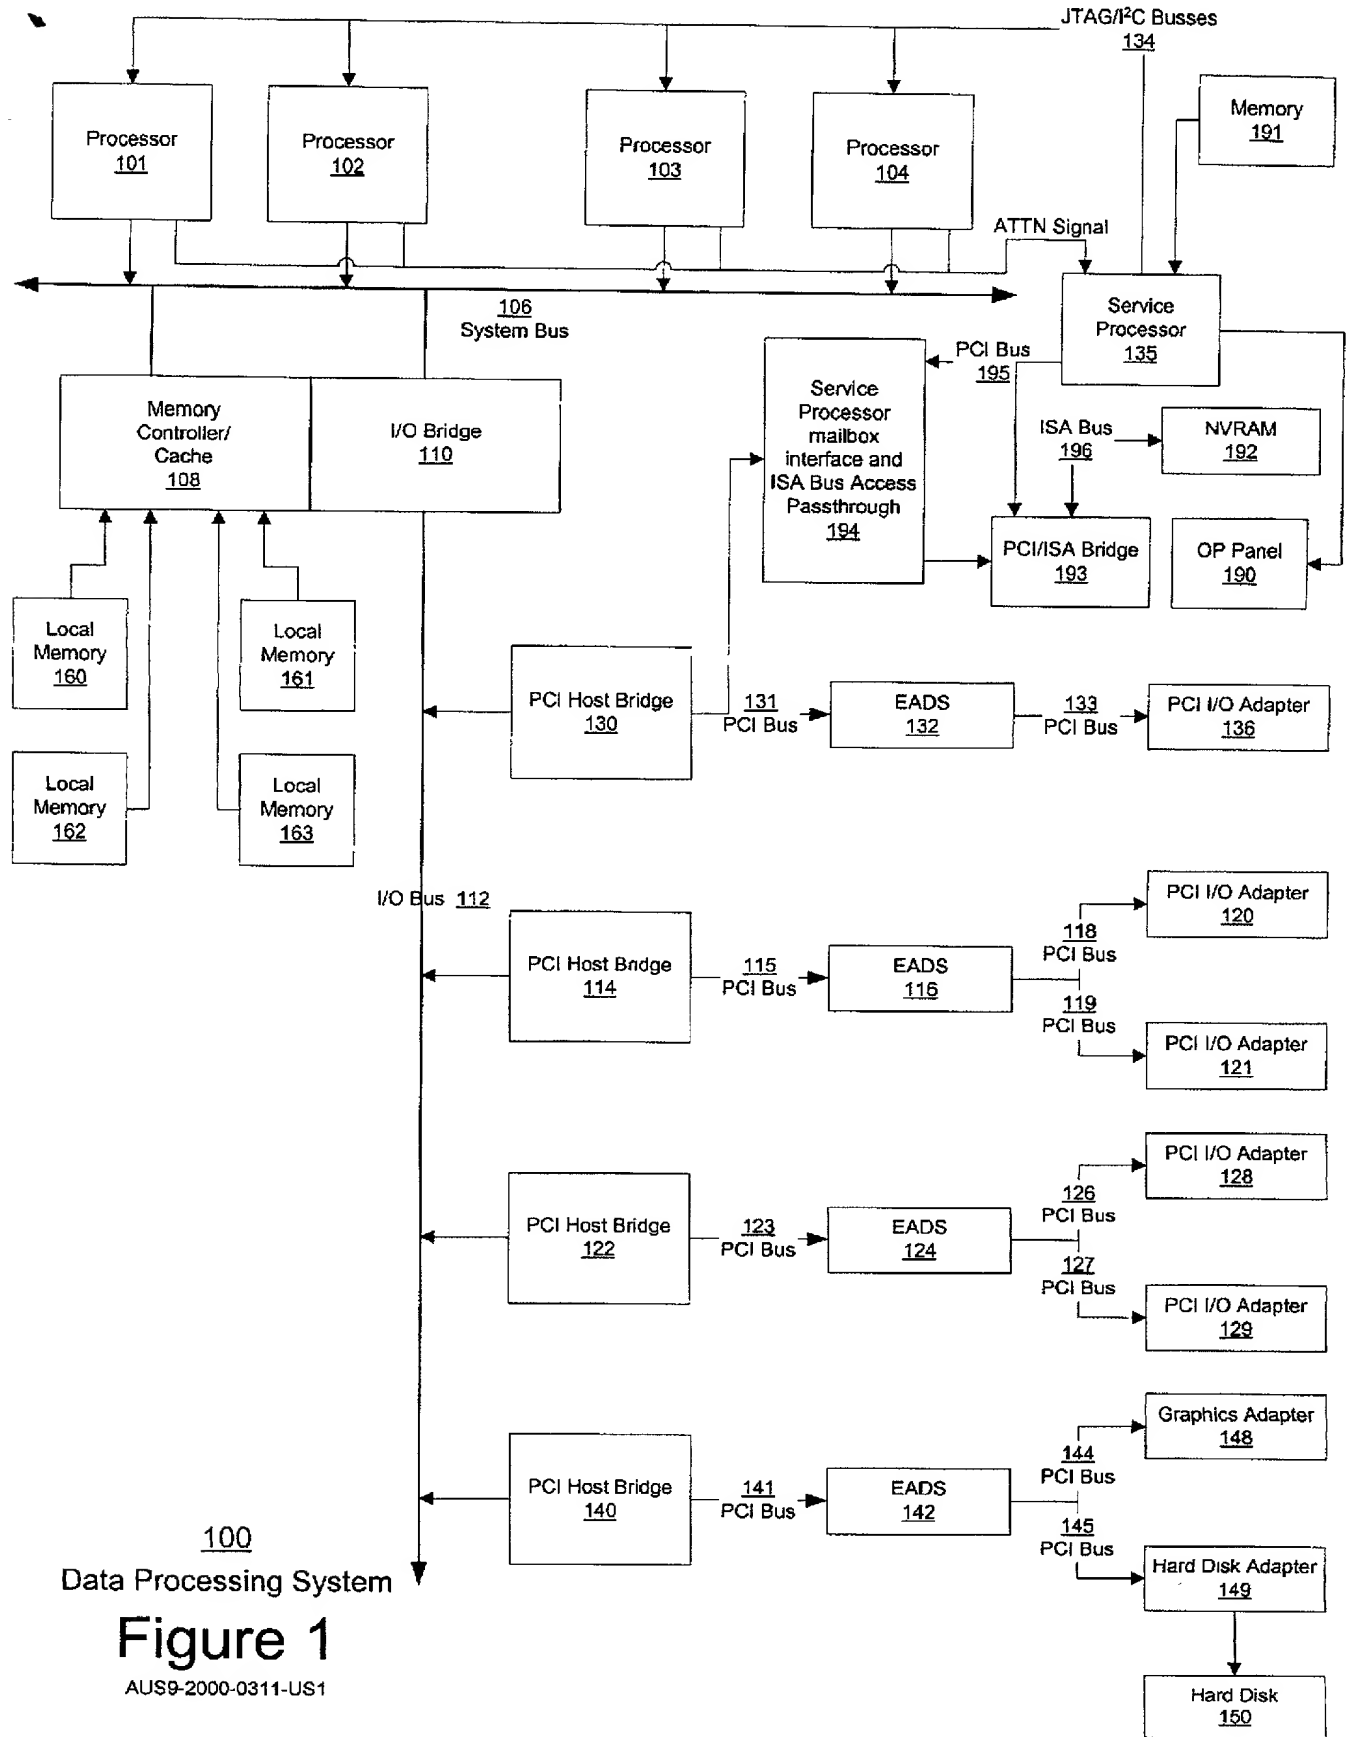 JTAG/I²C Busses
134
Processor
101
Processor
102
Processor
103
Processor
104
Memory
191
ATTN Signal
106
System Bus
Service
Processor
135
PCI Bus
195
Memory
Controller/
Cache
108
I/O Bridge
110
Service
Processor
mailbox
interface and
ISA Bus Access
Passthrough
194
ISA Bus
196
NVRAM
192
PCI/ISA Bridge
193
OP Panel
190
Local
Memory
160
Local
Memory
161
Local
Memory
162
Local
Memory
163
PCI Host Bridge
130
131
PCI Bus
EADS
132
133
PCI Bus
PCI I/O Adapter
136
I/O Bus 112
PCI Host Bridge
114
115
PCI Bus
EADS
116
118
PCI Bus
119
PCI Bus
PCI I/O Adapter
120
PCI I/O Adapter
121
PCI Host Bridge
122
123
PCI Bus
EADS
124
126
PCI Bus
127
PCI Bus
PCI I/O Adapter
128
PCI I/O Adapter
129
PCI Host Bridge
140
141
PCI Bus
EADS
142
144
PCI Bus
145
PCI Bus
Graphics Adapter
148
Hard Disk Adapter
149
Hard Disk
150
100
Data Processing System
Figure 1
AUS9-2000-0311-US1